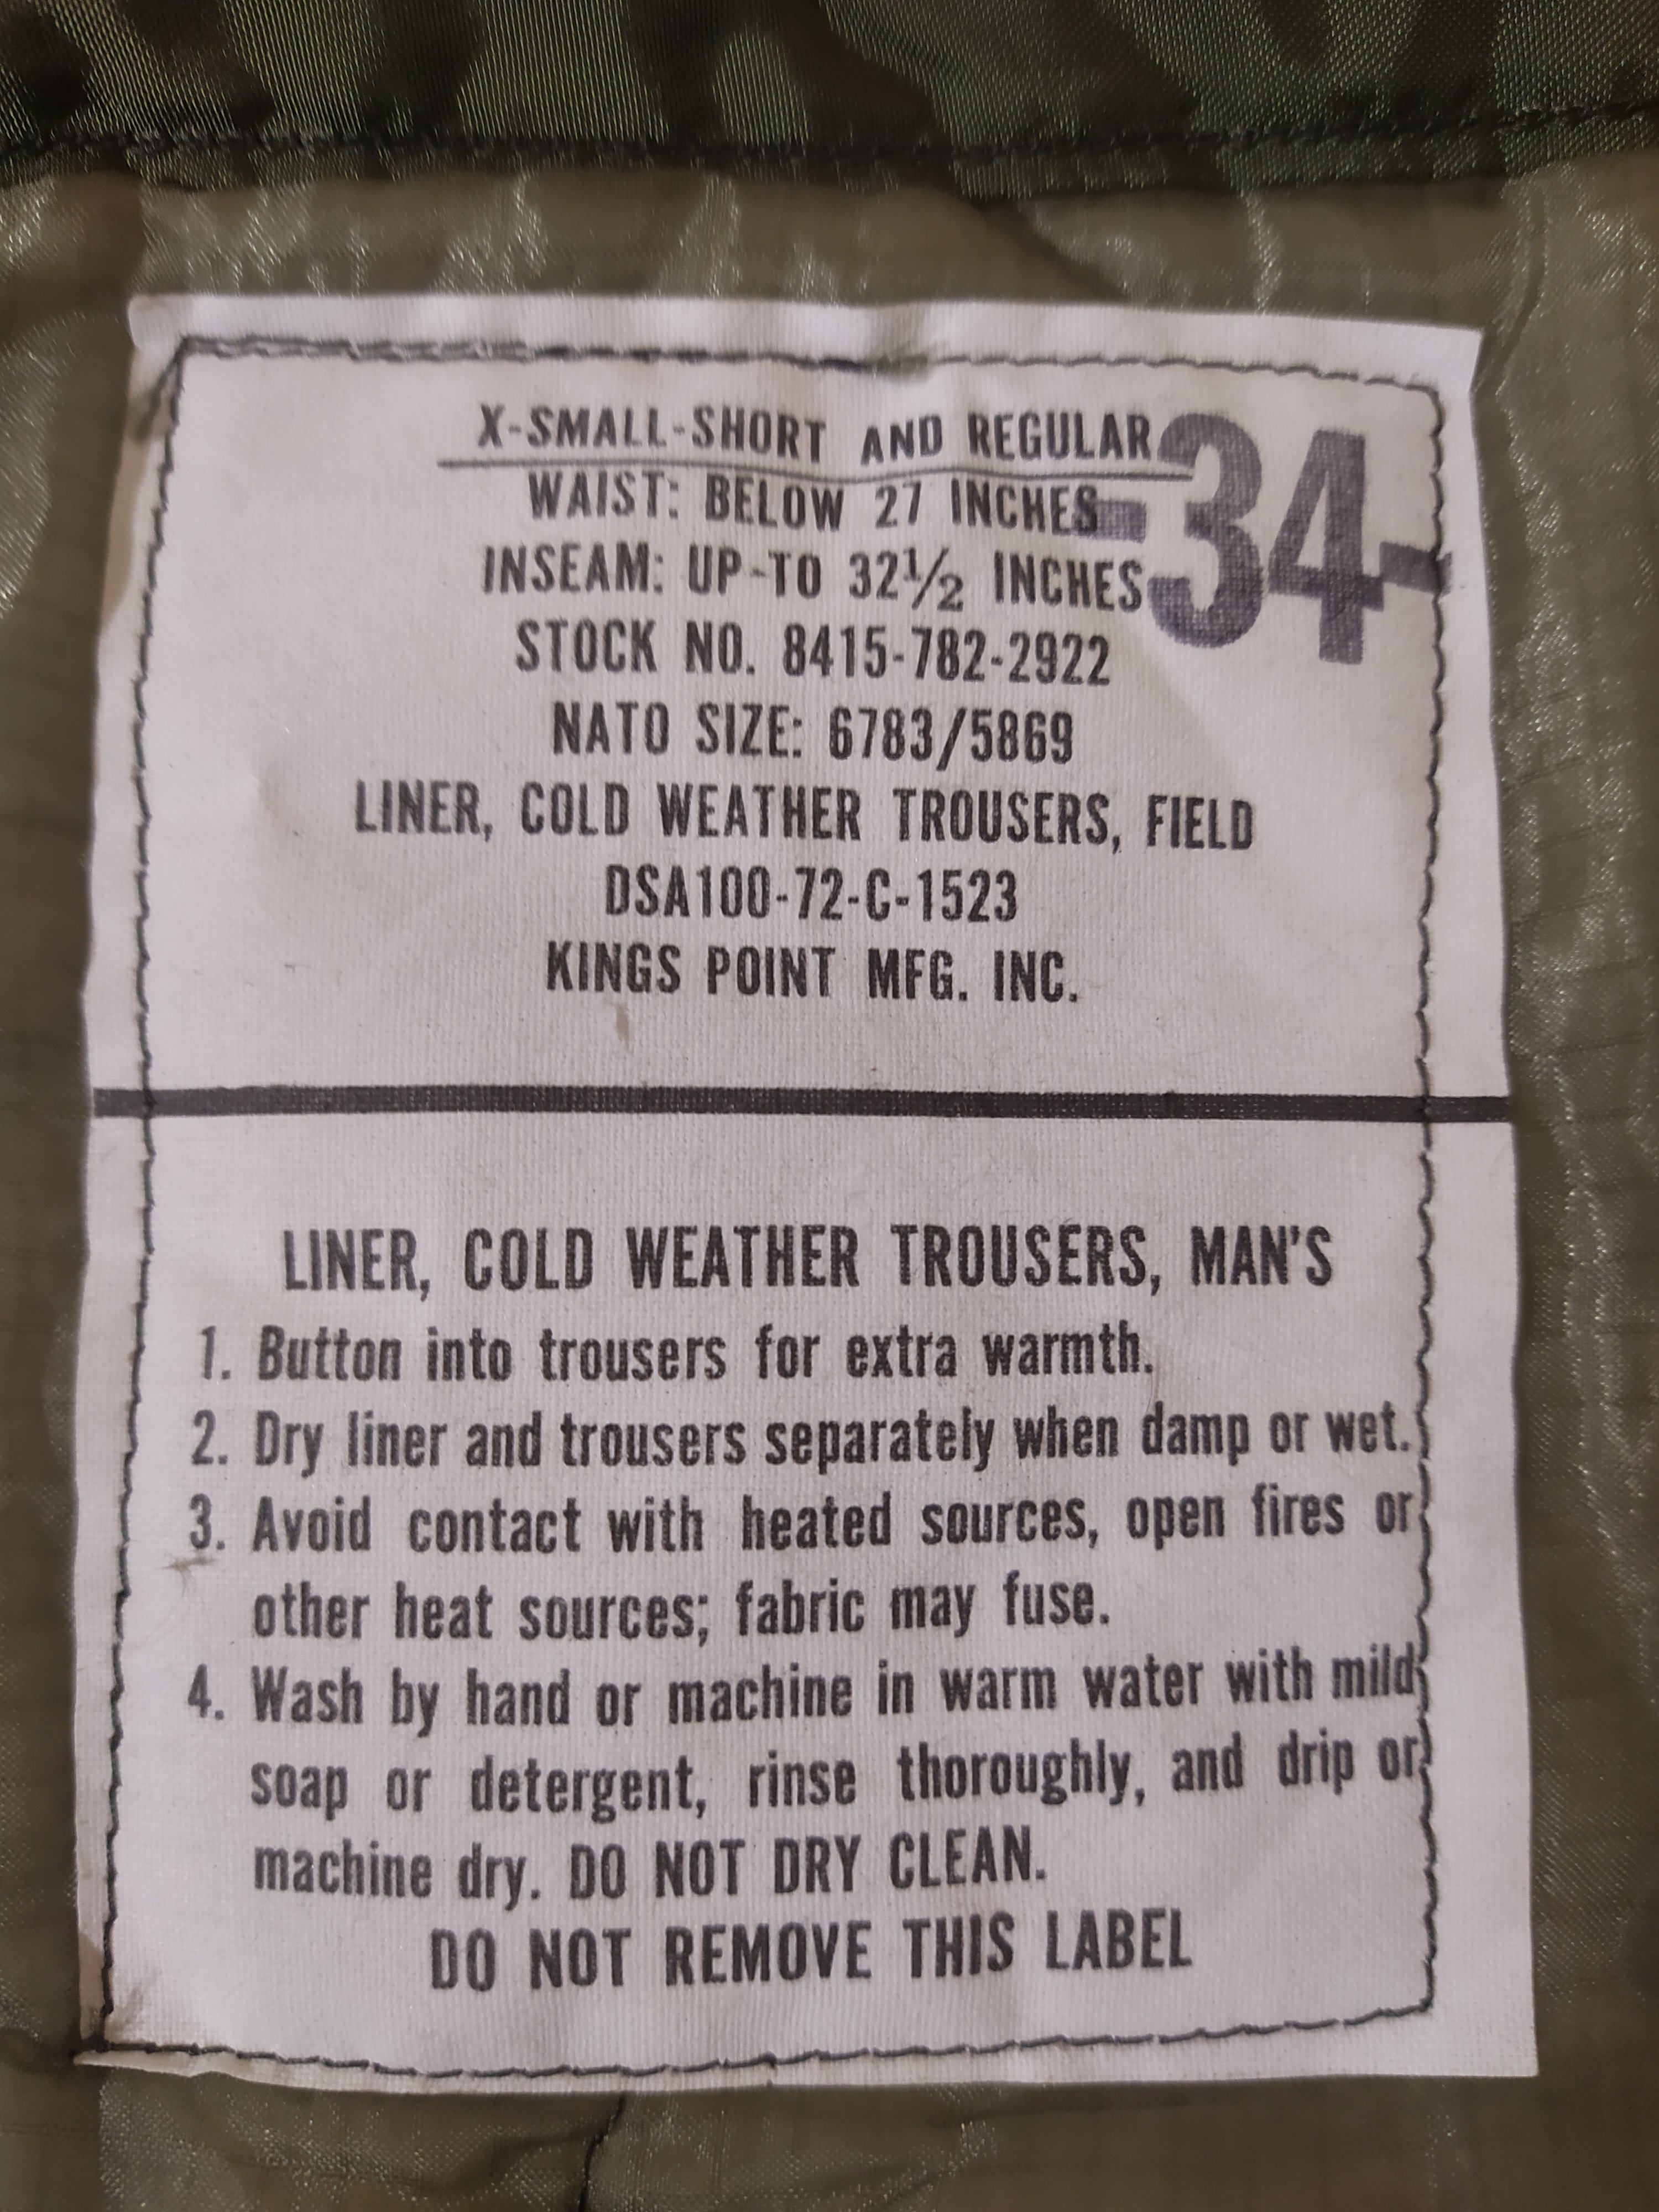 X-SMALL-SHORT AND REGULAR
-34-
WAIST: BELOW 27 INCHES
INSEAM: UP-TO 32½ INCHES
STOCK NO. 8415-782-2922
NATO SIZE: 6783/5869
LINER, COLD WEATHER TROUSERS, FIELD
DSA100-72-C-1523
KINGS POINT MFG. INC.
LINER, COLD WEATHER TROUSERS, MAN'S
1. Button into trousers for extra warmth.
2. Dry liner and trousers separately when damp or wet.
3. Avoid contact with heated sources, open fires or
other heat sources; fabric may fuse.
4. Wash by hand or machine in warm water with mild
soap or detergent, rinse thoroughly, and drip or
machine dry. DO NOT DRY CLEAN.
DO NOT REMOVE THIS LABEL